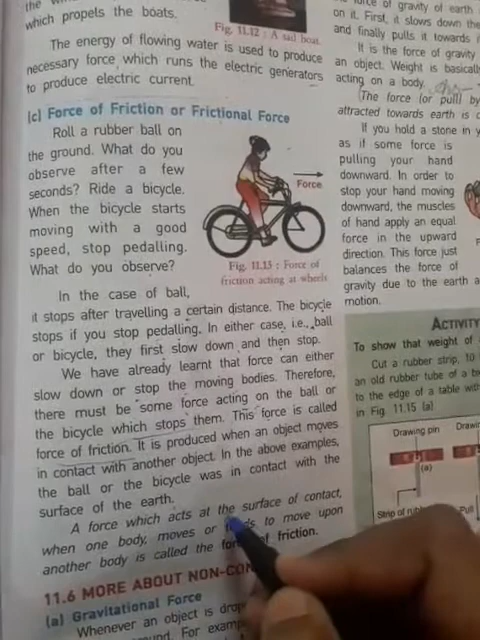 which propels the boats.
Fig. 11.12 : A sail boat.
The energy of flowing water is used to produce
necessary force which runs the electric generators
to produce electric current.
(c) Force of Friction or Frictional Force
Roll a rubber ball on
the ground. What do you
observe after a few
seconds? Ride a bicycle.
When the bicycle starts
moving with a good
speed, stop pedalling.
What do you observe?
Force
Fig. 11.13 : Force of
friction acting at wheels
In the case of ball,
it stops after travelling a certain distance. The bicycle
stops if you stop pedalling. In either case, i.e., ball
or bicycle, they first slow down and then stop.
We have already learnt that force can either
slow down or stop the moving bodies. Therefore,
there must be some force acting on the ball or
the bicycle which stops them. This force is called
force of friction. It is produced when an object moves
in contact with another object. In the above examples,
the ball or the bicycle was in contact with the
surface of the earth.
A force which acts at the surface of contact,
when one body, moves or to move upon
another body is called the of friction.
11.6 MORE ABOUT
(a) Gravitational Force
Whenever an object is
For
force of gravity of earth
on it. First, it slows down the
and finally pulls it towards
It is the force of gravity
an object. Weight is
acting on a body.
(The force (or pull) by
attracted towards earth is
If you hold a stone in
as if some force is
pulling your hand
downward. In order to
stop your hand moving
downward, the muscles
of hand apply an equal
force in the upward
direction. This force just
balances the force of
gravity due to the earth
motion.
ACTIVITY
To show that weight of
Cut a rubber strip, 10
an old rubber tube of a
to the edge of a table
in Fig. 11.15 (a)
Drawing pin
(a)
Strip of
Pull